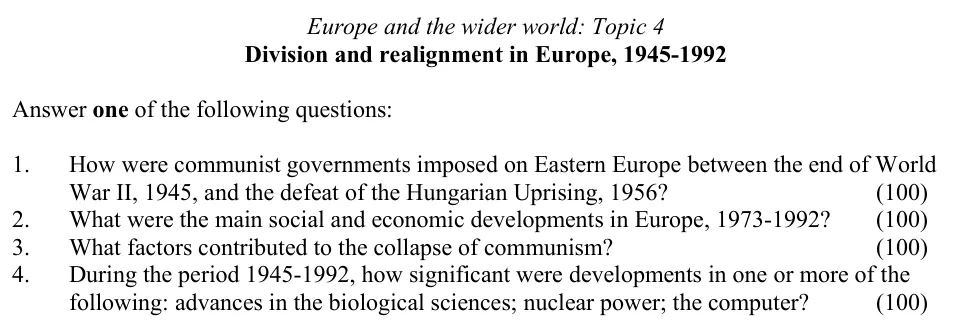 Europe and the wider world: Topic 4
Division and realignment in Europe, 1945-1992
Answer one of the following questions:
1. How were communist governments imposed on Eastern Europe between the end of World
War II, 1945, and the defeat of the Hungarian Uprising, 1956? (100)
2. What were the main social and economic developments in Europe, 1973-1992? (100)
3. What factors contributed to the collapse of communism? (100)
4. During the period 1945-1992, how significant were developments in one or more of the
following: advances in the biological sciences; nuclear power; the computer? (100)